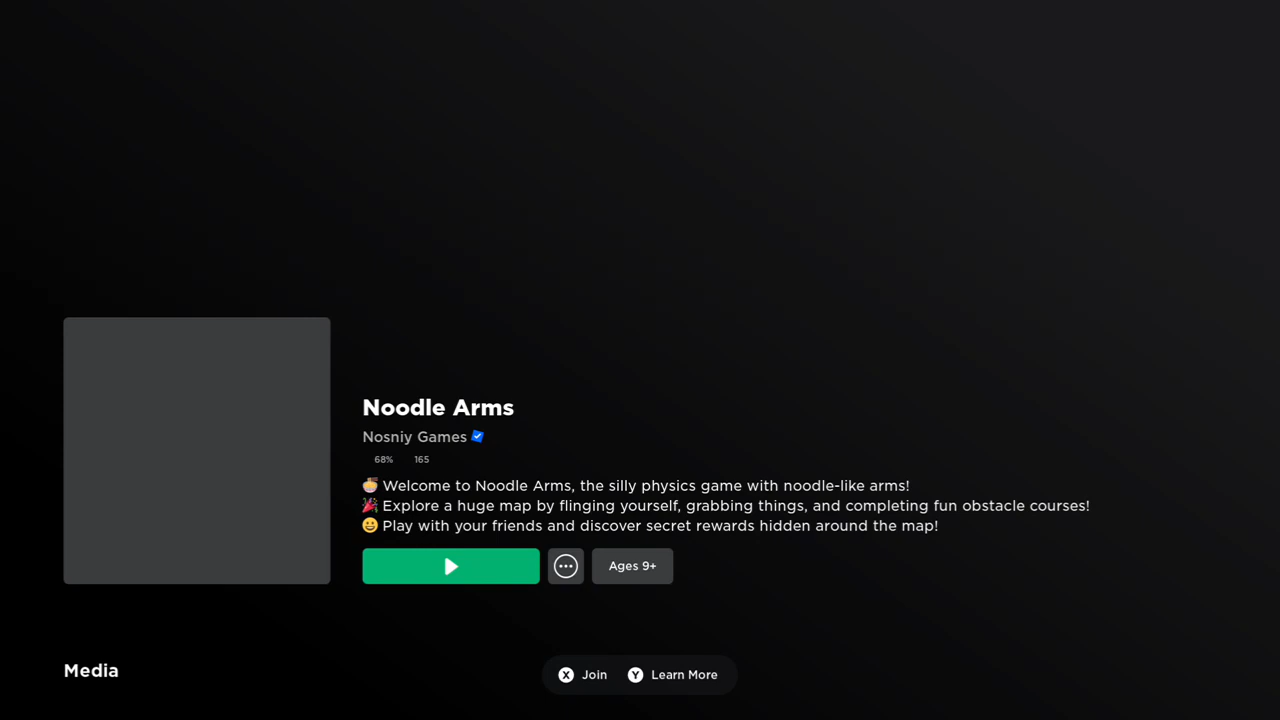 Noodle Arms
Nosniy Games
68% 165
🍜 Welcome to Noodle Arms, the silly physics game with noodle-like arms!
🎉 Explore a huge map by flinging yourself, grabbing things, and completing fun obstacle courses!
😀 Play with your friends and discover secret rewards hidden around the map!
Ages 9+
Media
X Join Y Learn More